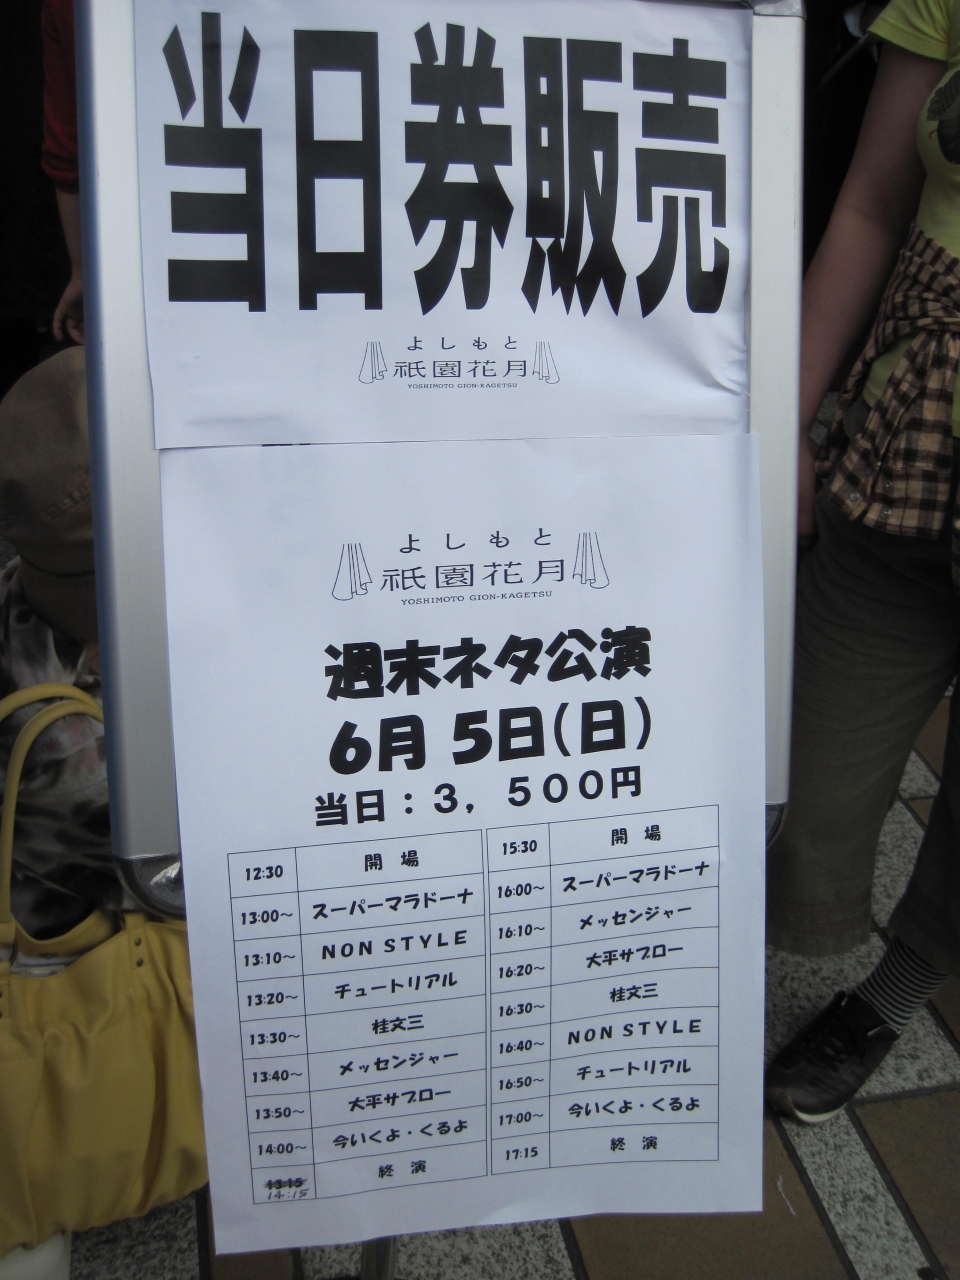 当日券販売
よしもと
祇園花月
YOSHIMOTO GION-KAGETSU
よしもと
祇園花月
YOSHIMOTO GION-KAGETSU
週末ネタ公演
6月 5日(日)
当日：３，５００円
12:30 開 場
13:00～ スーパーマラドーナ
13:10～ NON STYLE
13:20～ チュートリアル
13:30～ 桂文三
13:40～ メッセンジャー
13:50～ 大平サブロー
14:00～ 今いくよ・くるよ
13:15 14:15 終 演
15:30 開 場
16:00～ スーパーマラドーナ
16:10～ メッセンジャー
16:20～ 大平サブロー
16:30～ 桂文三
16:40～ NON STYLE
16:50～ チュートリアル
17:00～ 今いくよ・くるよ
17:15 終 演